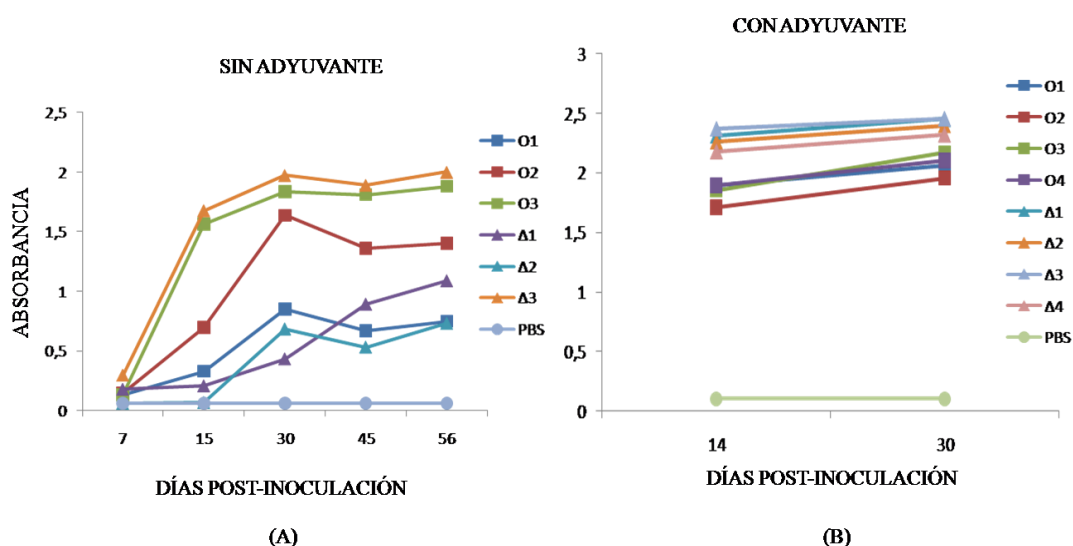 SIN ADYUVANTE
ABSORBANCIA
2,5
2
1,5
1
0,5
0
7 15 30 45 56
DÍAS POST-INOCULACIÓN
(A)
O1
O2
O3
Δ1
Δ2
Δ3
PBS
CON ADYUVANTE
3
2,5
2
1,5
1
0,5
0
14 30
DÍAS POST-INOCULACIÓN
(B)
O1
O2
O3
O4
Δ1
Δ2
Δ3
Δ4
PBS